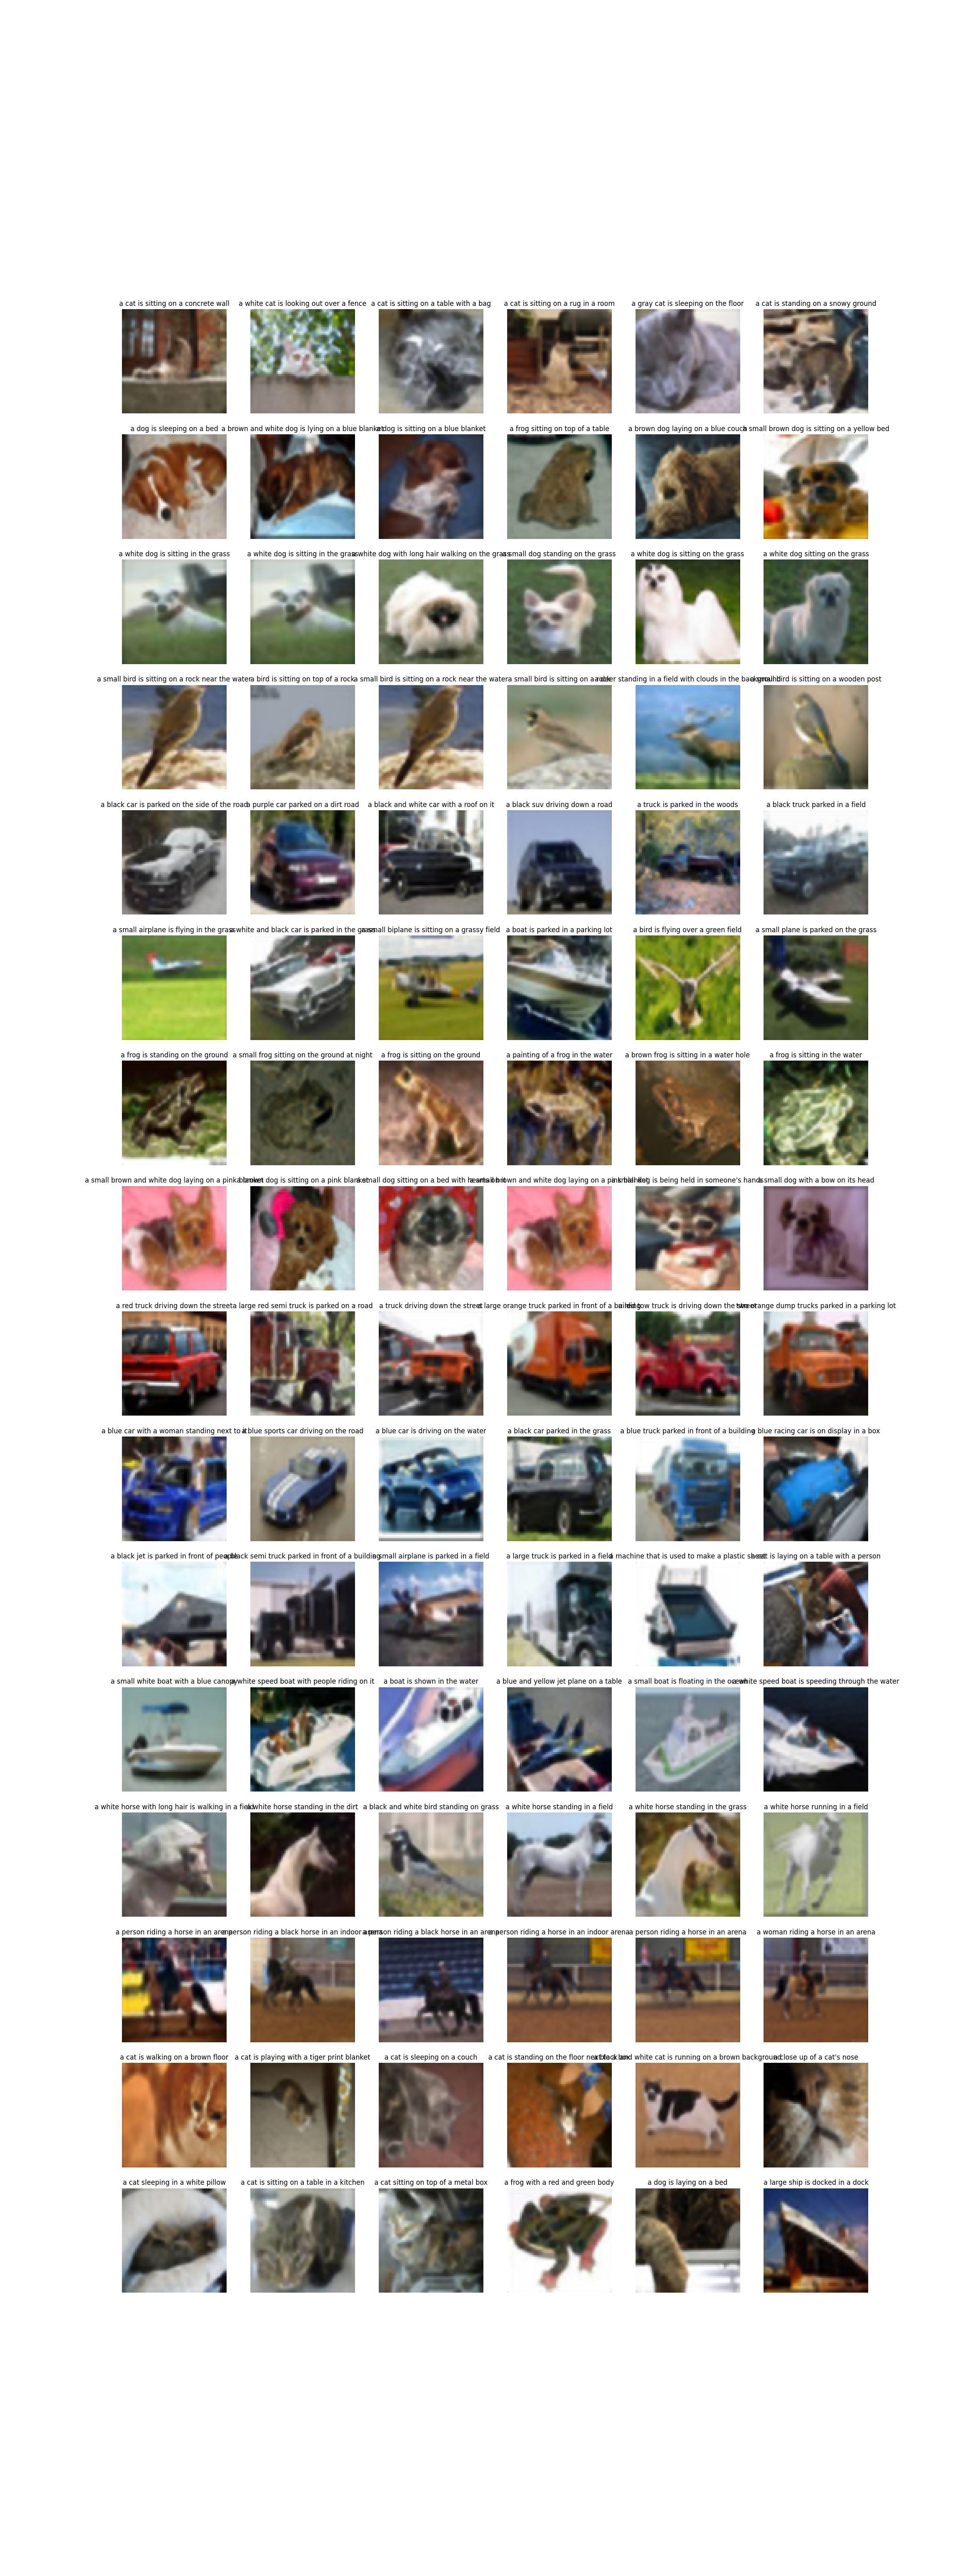 a cat is sitting on a concrete wall
a white cat is looking out over a fence
a cat is sitting on a table with a bag
a cat is sitting on a rug in a room
a gray cat is sleeping on the floor
a cat is standing on a snowy ground
a dog is sleeping on a bed
a brown and white dog is lying on a blue blanket
a dog is sitting on a blue blanket
a frog sitting on top of a table
a brown dog laying on a blue couch
a small brown dog is sitting on a yellow bed
a white dog is sitting in the grass
a white dog is sitting in the grass
a white dog with long hair walking on the grass
a small dog standing on the grass
a white dog is sitting on the grass
a white dog sitting on the grass
a small bird is sitting on a rock near the water
a bird is sitting on top of a rock
a small bird is sitting on a rock near the water
a small bird is sitting on a rock
a deer standing in a field with clouds in the background
a small bird is sitting on a wooden post
a black car is parked on the side of the road
a purple car parked on a dirt road
a black and white car with a roof on it
a black suv driving down a road
a truck is parked in the woods
a black truck parked in a field
a small airplane is flying in the grass
a white and black car is parked in the grass
a small biplane is sitting on a grassy field
a boat is parked in a parking lot
a bird is flying over a green field
a small plane is parked on the grass
a frog is standing on the ground
a small frog sitting on the ground at night
a frog is sitting on the ground
a painting of a frog in the water
a brown frog is sitting in a water hole
a frog is sitting in the water
a small brown and white dog laying on a pink blanket
a brown dog is sitting on a pink blanket
a small dog sitting on a bed with hearts on it
a small brown and white dog laying on a pink blanket
a small dog is being held in someone's hands
a small dog with a bow on its head
a red truck driving down the street
a large red semi truck is parked on a road
a truck driving down the street
a large orange truck parked in front of a building
a red tow truck is driving down the street
two orange dump trucks parked in a parking lot
a blue car with a woman standing next to it
a blue sports car driving on the road
a blue car is driving on the water
a black car parked in the grass
a blue truck parked in front of a building
a blue racing car is on display in a box
a black jet is parked in front of people
a black semi truck parked in front of a building
a small airplane is parked in a field
a large truck is parked in a field
a machine that is used to make a plastic sheet
a cat is laying on a table with a person
a small white boat with a blue canopy
a white speed boat with people riding on it
a boat is shown in the water
a blue and yellow jet plane on a table
a small boat is floating in the ocean
a white speed boat is speeding through the water
a white horse with long hair is walking in a field
a white horse standing in the dirt
a black and white bird standing on grass
a white horse standing in a field
a white horse standing in the grass
a white horse running in a field
a person riding a horse in an arena
a person riding a black horse in an indoor arena
a person riding a black horse in an arena
a person riding a horse in an indoor arena
a person riding a horse in an arena
a woman riding a horse in an arena
a cat is walking on a brown floor
a cat is playing with a tiger print blanket
a cat is sleeping on a couch
a cat is standing on the floor next to a box
a black and white cat is running on a brown background
a close up of a cat's nose
a cat sleeping in a white pillow
a cat is sitting on a table in a kitchen
a cat sitting on top of a metal box
a frog with a red and green body
a dog is laying on a bed
a large ship is docked in a dock